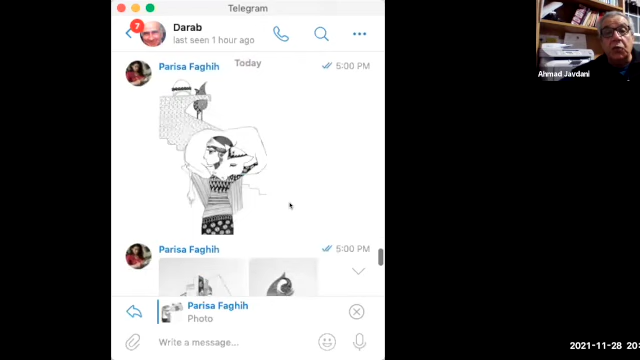 Telegram
7
Darab
last seen 1 hour ago
Today
Parisa Faghih
5:00 PM
Parisa Faghih
5:00 PM
Parisa Faghih
Photo
Write a message...
Ahmad Javdani
2021-11-28 20: